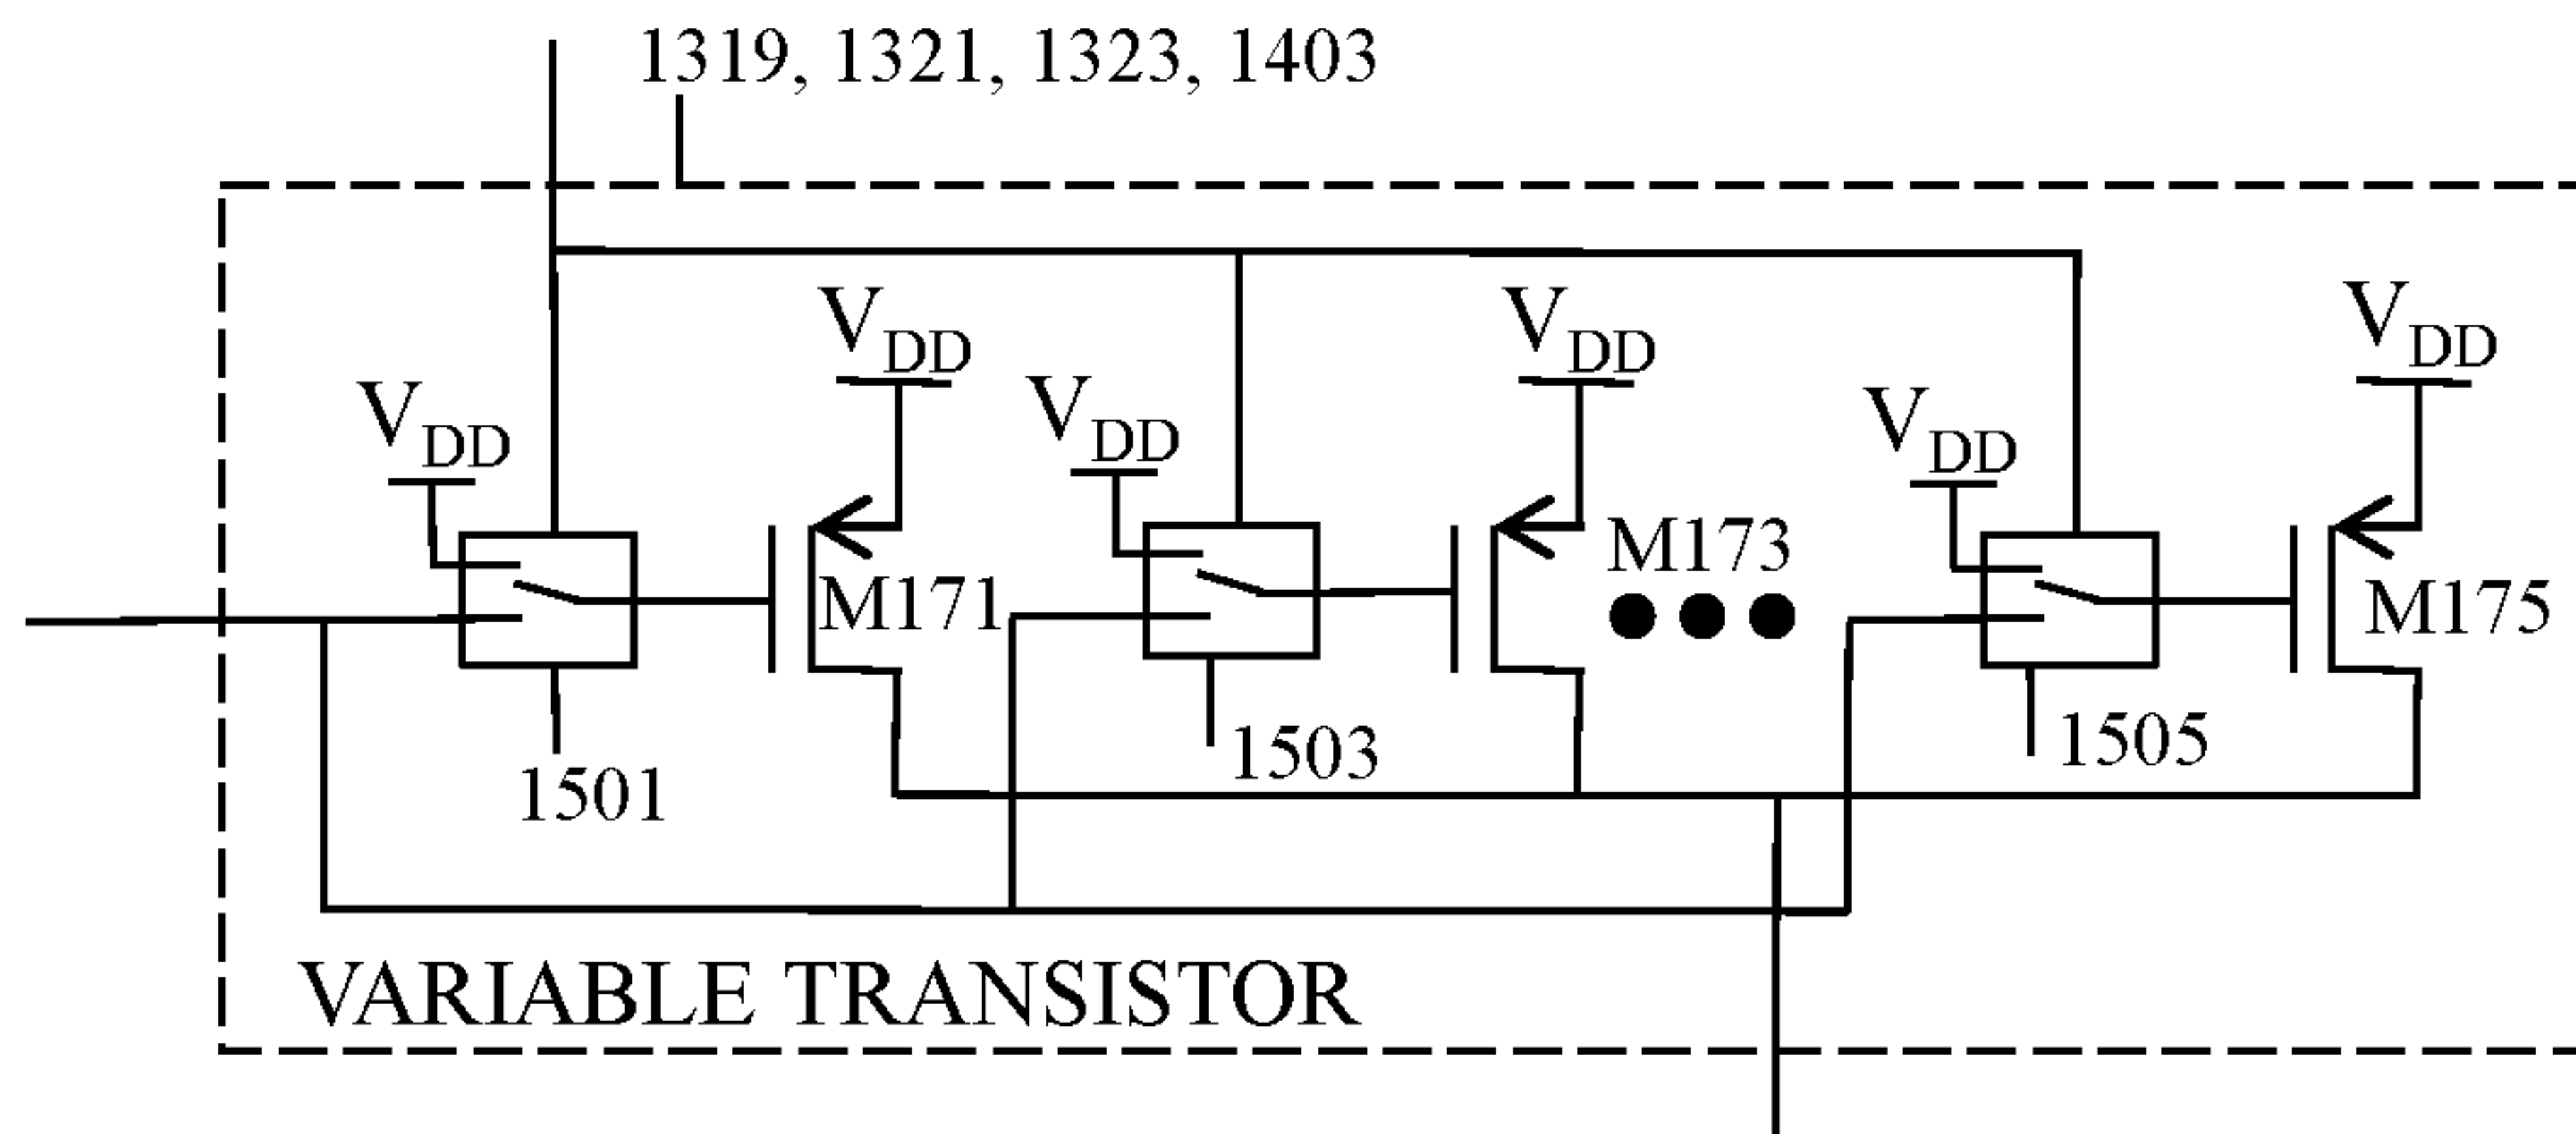 1319, 1321, 1323, 1403
VDD
VDD
VDD
VDD
VDD
VDD
M171
M173
M175
1501
1503
1505
VARIABLE TRANSISTOR